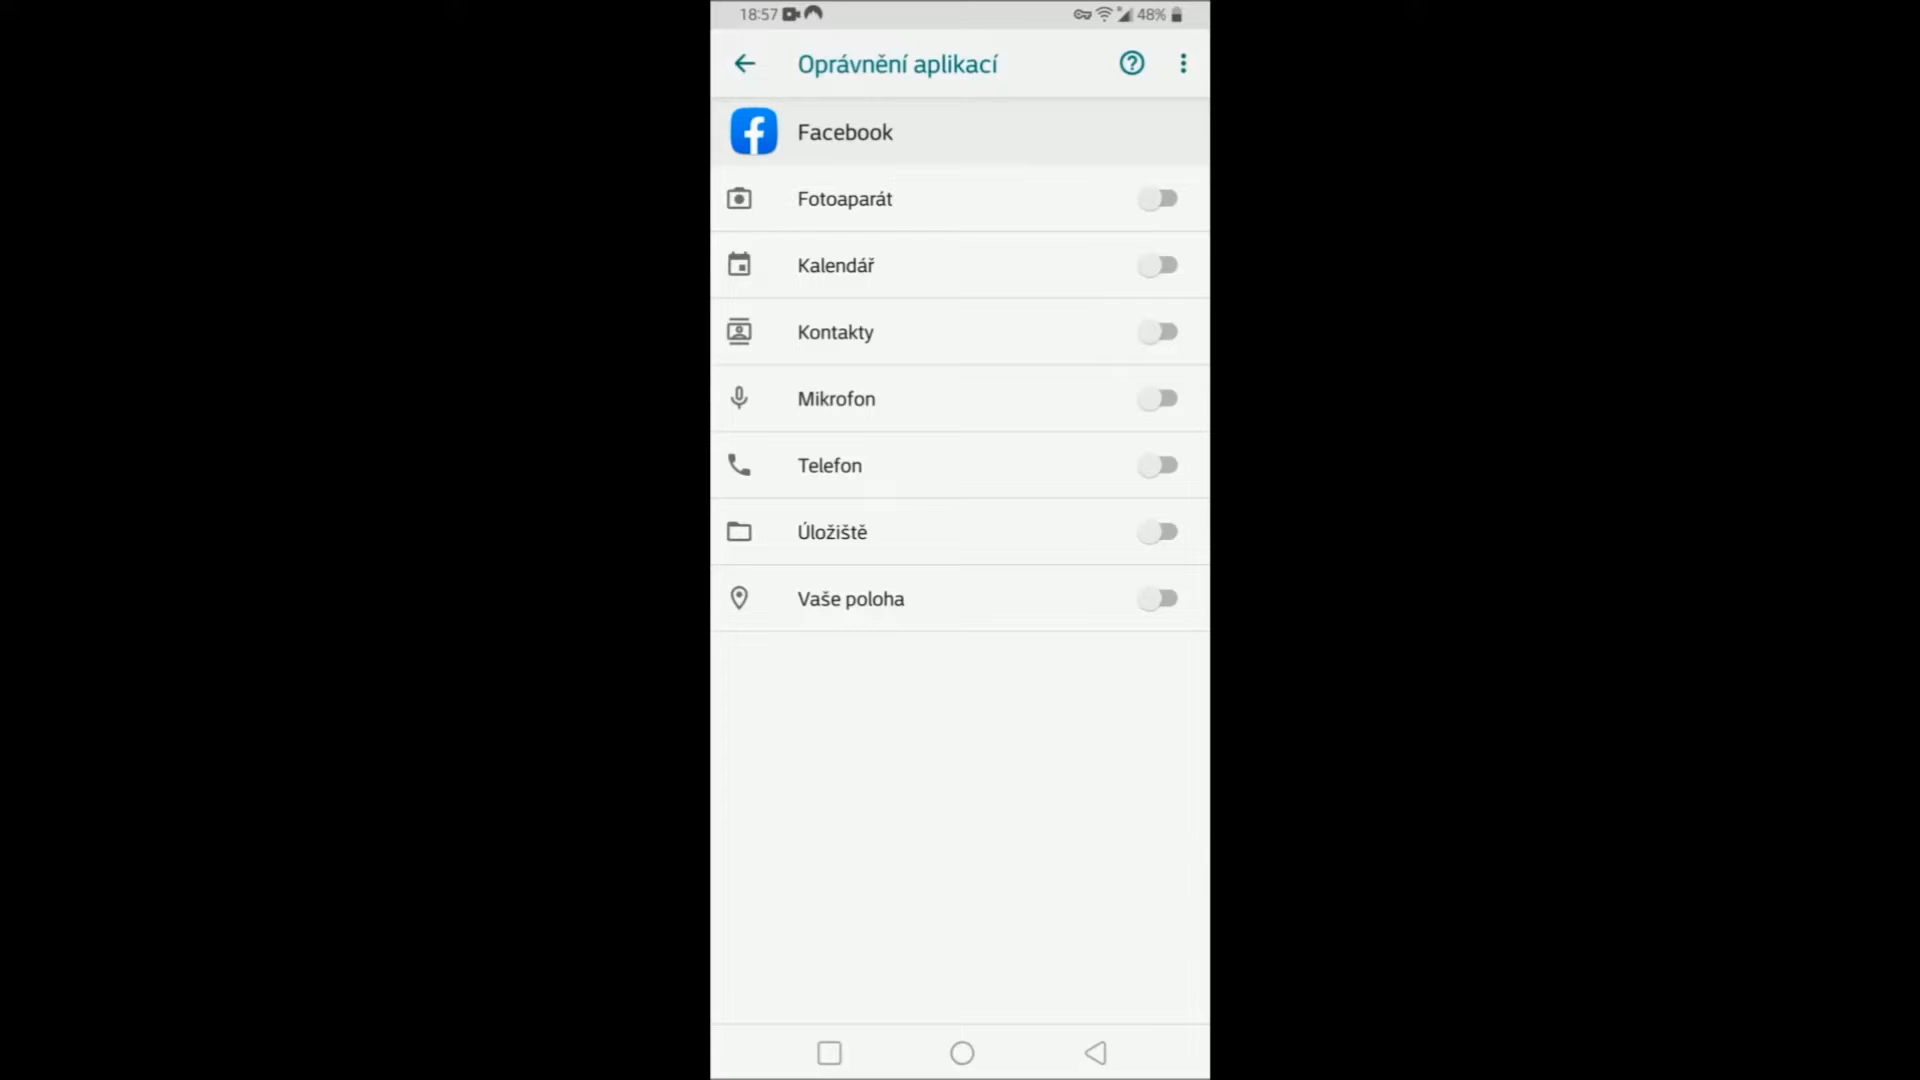 18:57 48%
Oprávnění aplikací
Facebook
Fotoaparát
Kalendář
Kontakty
Mikrofon
Telefon
Úložiště
Vaše poloha